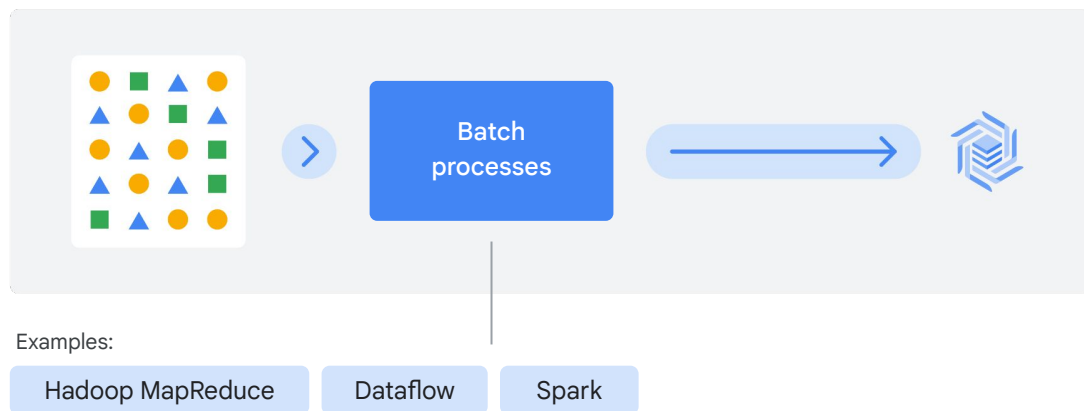 Batch
processes
Examples:
Hadoop MapReduce
Dataflow
Spark